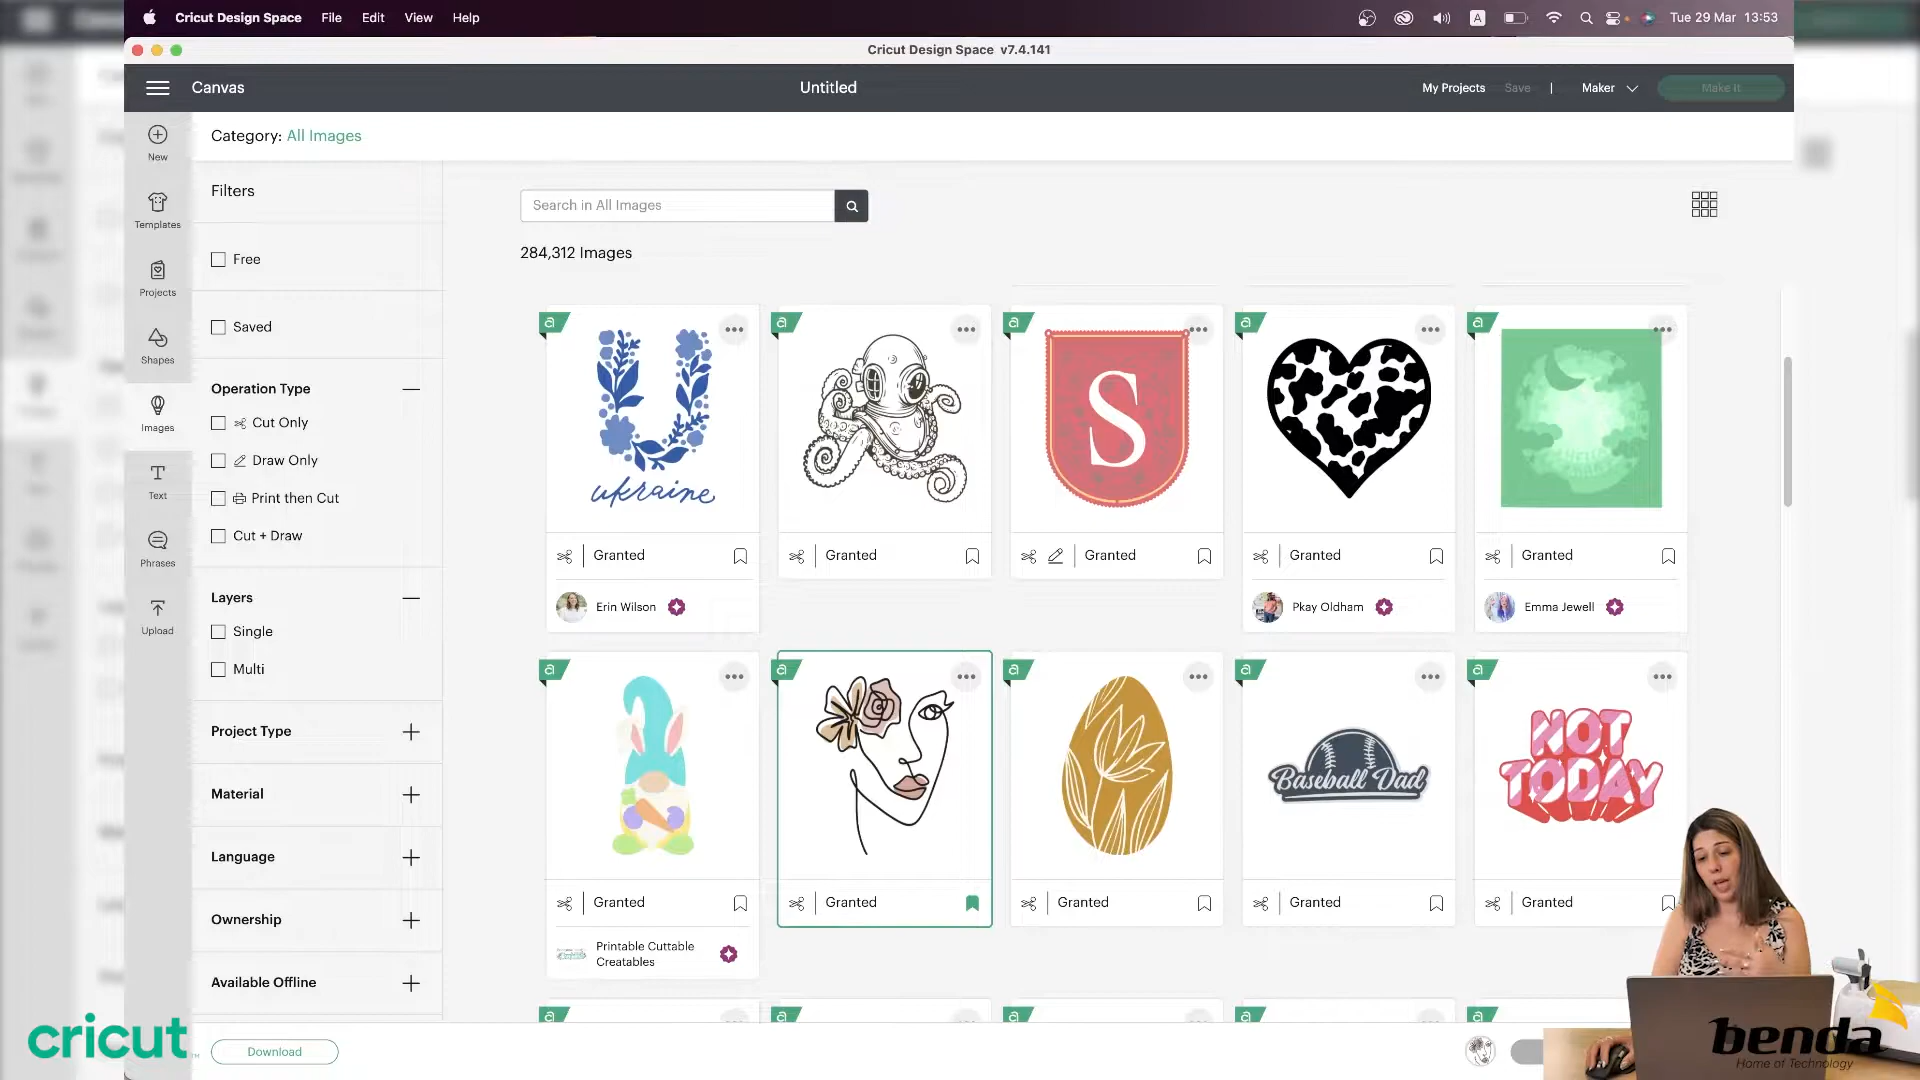 Cricut Design Space File Edit View Help
A
Tue 29 Mar 13:53
Cricut Design Space v7.4.141
Canvas
Untitled
My Projects Save | Maker Make It
New
Templates
Projects
Shapes
Images
Text
Phrases
Upload
Category: All Images
Filters
Free
Saved
Operation Type
Cut Only
Draw Only
Print then Cut
Cut + Draw
Layers
Single
Multi
Project Type
Material
Language
Ownership
Available Offline
Search in All Images
284,312 Images
a a a a a
ukraine
S
Granted Granted Granted Granted Granted
Erin Wilson
Pkay Oldham
Emma Jewell
a a a a a
Baseball Dad
NOT
TODAY
Granted Granted Granted Granted Granted
Printable Cuttable
Creatables
a a a a a
cricut™
Download
benda
Home of Technology